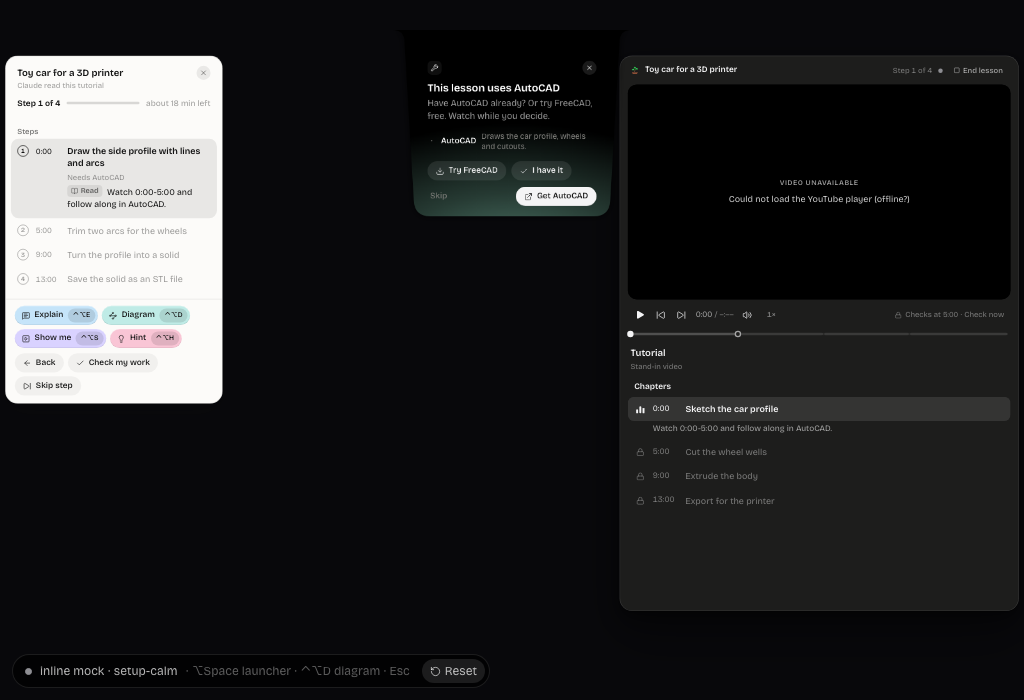 Toy car for a 3D printer
Claude read this tutorial
Step 1 of 4 about 18 min left
Steps
1 0:00 Draw the side profile with lines
and arcs
Needs AutoCAD
Read Watch 0:00-5:00 and
follow along in AutoCAD.
2 5:00 Trim two arcs for the wheels
3 9:00 Turn the profile into a solid
4 13:00 Save the solid as an STL file
Explain ^⌥E Diagram ^⌥D
Show me ^⌥S Hint ^⌥H
Back Check my work
Skip step
This lesson uses AutoCAD
Have AutoCAD already? Or try FreeCAD,
free. Watch while you decide.
· AutoCAD Draws the car profile, wheels
and cutouts.
Try FreeCAD I have it
Skip Get AutoCAD
Toy car for a 3D printer Step 1 of 4 End lesson
VIDEO UNAVAILABLE
Could not load the YouTube player (offline?)
0:00 / -:-- 1× Checks at 5:00 · Check now
Tutorial
Stand-in video
Chapters
0:00 Sketch the car profile
Watch 0:00-5:00 and follow along in AutoCAD.
5:00 Cut the wheel wells
9:00 Extrude the body
13:00 Export for the printer
inline mock · setup-calm · ⌥Space launcher · ^⌥D diagram · Esc Reset